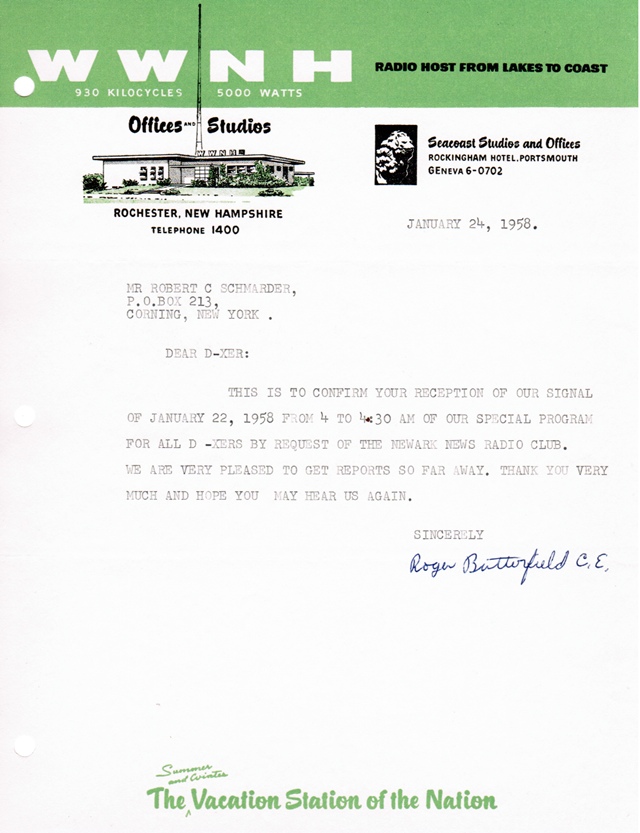 WWNH
RADIO HOST FROM LAKES TO COAST
930 KILOCYCLES 5000 WATTS
Offices AND Studios
WWNH
Seacoast Studios and Offices
ROCKINGHAM HOTEL, PORTSMOUTH
GENEVA 6-0702
ROCHESTER, NEW HAMPSHIRE
TELEPHONE 1400
JANUARY 24, 1958.
MR ROBERT C SCHMARDER,
P.O.BOX 213,
CORNING, NEW YORK .
DEAR D-XER:
THIS IS TO CONFIRM YOUR RECEPTION OF OUR SIGNAL
OF JANUARY 22, 1958 FROM 4 TO 4:30 AM OF OUR SPECIAL PROGRAM
FOR ALL D -XERS BY REQUEST OF THE NEWARK NEWS RADIO CLUB.
WE ARE VERY PLEASED TO GET REPORTS SO FAR AWAY. THANK YOU VERY
MUCH AND HOPE YOU MAY HEAR US AGAIN.
SINCERELY
Roger Butterfield C.E.
Summer
and Winter
The Vacation Station of the Nation